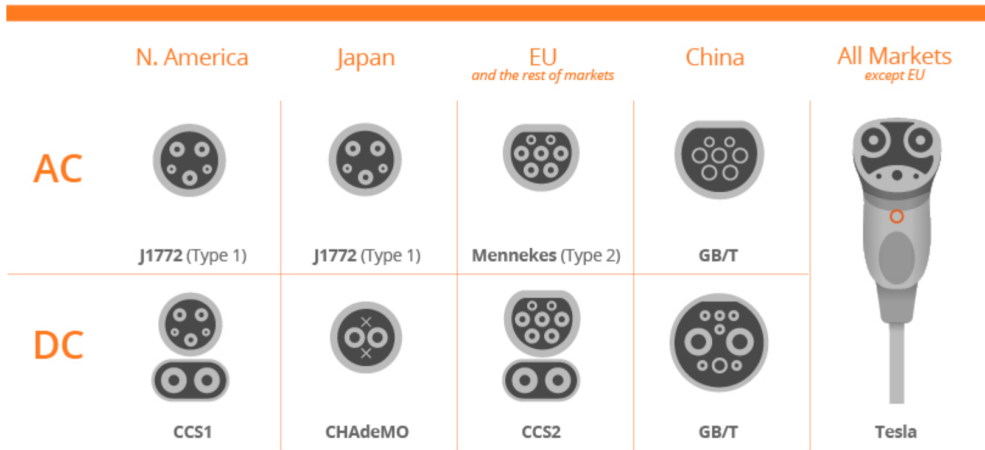 N. America
Japan
EU
and the rest of markets
China
All Markets
except EU
AC
J1772 (Type 1)
J1772 (Type 1)
Mennekes (Type 2)
GB/T
DC
CCS1
CHAdeMO
CCS2
GB/T
Tesla